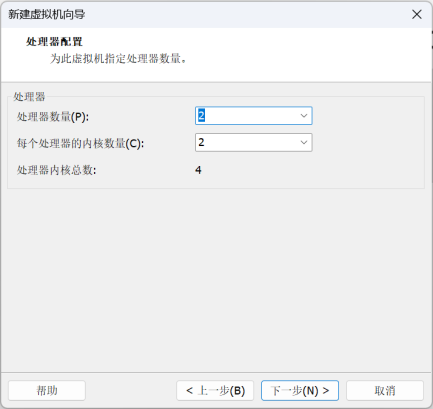 新建虚拟机向导
处理器配置
为此虚拟机指定处理器数量。
处理器
处理器数量(P): 2
每个处理器的内核数量(C): 2
处理器内核总数: 4
帮助 < 上一步(B) 下一步(N) > 取消